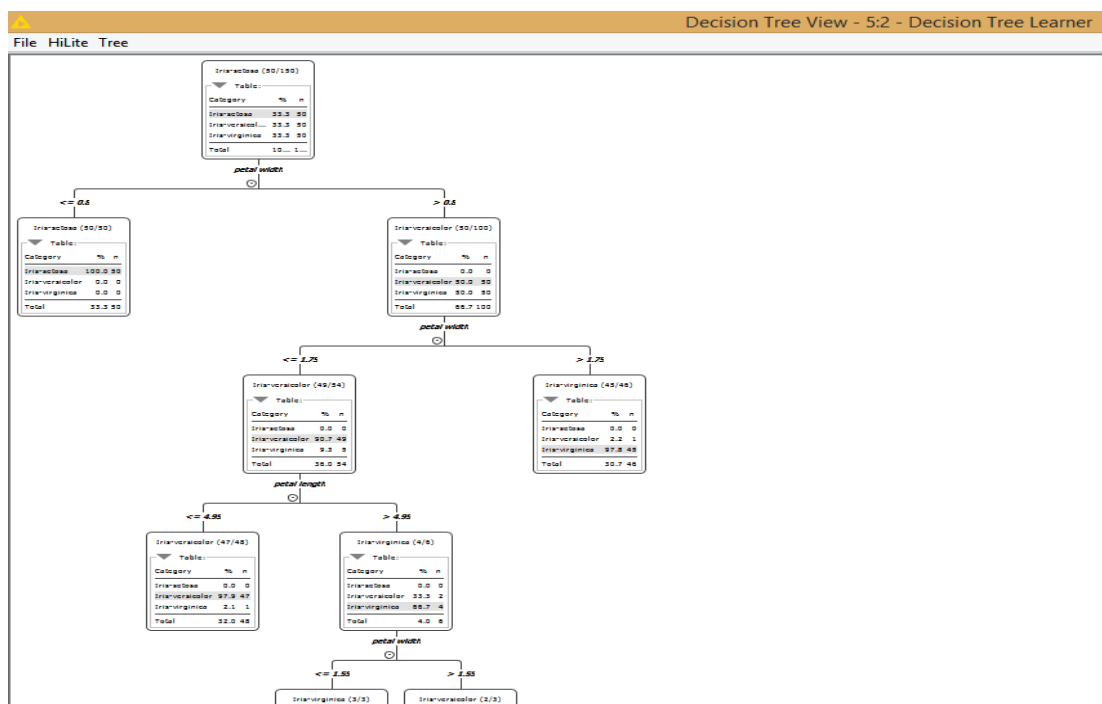 Decision Tree View - 5:2 - Decision Tree Learner
File HiLite Tree
Iris-setosa (50/150)
Table:
Category % n
Iris-setosa 33.3 50
Iris-versicol... 33.3 50
Iris-virginica 33.3 50
Total 10... 1...
petal width
<= 0.8
> 0.8
Iris-setosa (50/50)
Table:
Category % n
Iris-setosa 100.0 50
Iris-versicolor 0.0 0
Iris-virginica 0.0 0
Total 33.3 50
Iris-versicolor (50/100)
Table:
Category % n
Iris-setosa 0.0 0
Iris-versicolor 50.0 50
Iris-virginica 50.0 50
Total 66.7 100
petal width
<= 1.75
> 1.75
Iris-versicolor (49/54)
Table:
Category % n
Iris-setosa 0.0 0
Iris-versicolor 90.7 49
Iris-virginica 9.3 5
Total 36.0 54
Iris-virginica (45/46)
Table:
Category % n
Iris-setosa 0.0 0
Iris-versicolor 2.2 1
Iris-virginica 97.8 45
Total 30.7 46
petal length
<= 4.95
> 4.95
Iris-versicolor (47/48)
Table:
Category % n
Iris-setosa 0.0 0
Iris-versicolor 97.9 47
Iris-virginica 2.1 1
Total 32.0 48
Iris-virginica (4/6)
Table:
Category % n
Iris-setosa 0.0 0
Iris-versicolor 33.3 2
Iris-virginica 66.7 4
Total 4.0 6
petal width
<= 1.55
> 1.55
Iris-virginica (3/3)
Iris-versicolor (2/3)